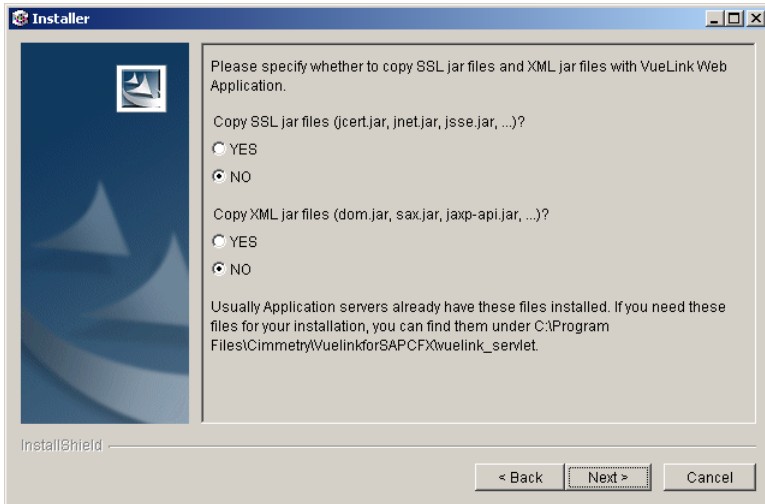 Installer
Please specify whether to copy SSL jar files and XML jar files with VueLink Web
Application.
Copy SSL jar files (jcert.jar, jnet.jar, jsse.jar, ...)?
YES
NO
Copy XML jar files (dom.jar, sax.jar, jaxp-api.jar, ...)?
YES
NO
Usually Application servers already have these files installed. If you need these
files for your installation, you can find them under C:\Program
Files\Cimmetry\VuelinkforSAPCFX\vuelink_servlet.
InstallShield
< Back
Next >
Cancel